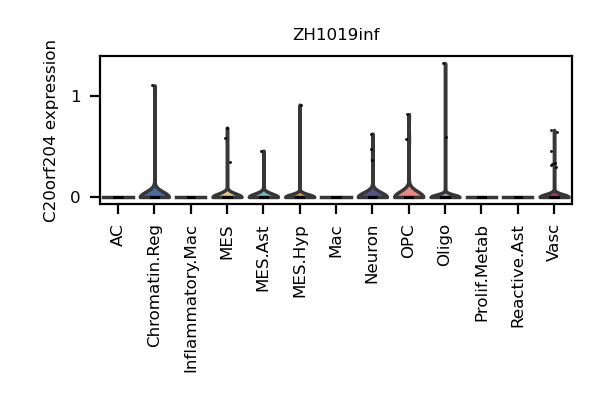 ZH1019inf
C20orf204 expression
1
0
AC
Chromatin.Reg
Inflammatory.Mac
MES
MES.Ast
MES.Hyp
Mac
Neuron
OPC
Oligo
Prolif.Metab
Reactive.Ast
Vasc